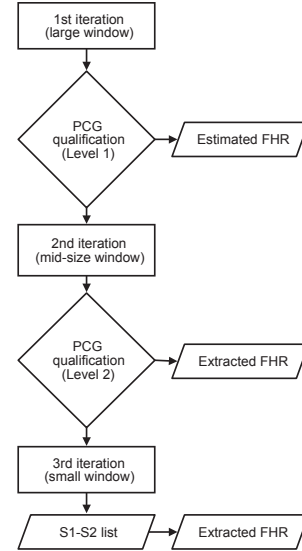 1st iteration
(large window)
PCG
qualification
(Level 1)
Estimated FHR
2nd iteration
(mid-size window)
PCG
qualification
(Level 2)
Extracted FHR
3rd iteration
(small window)
S1-S2 list
Extracted FHR